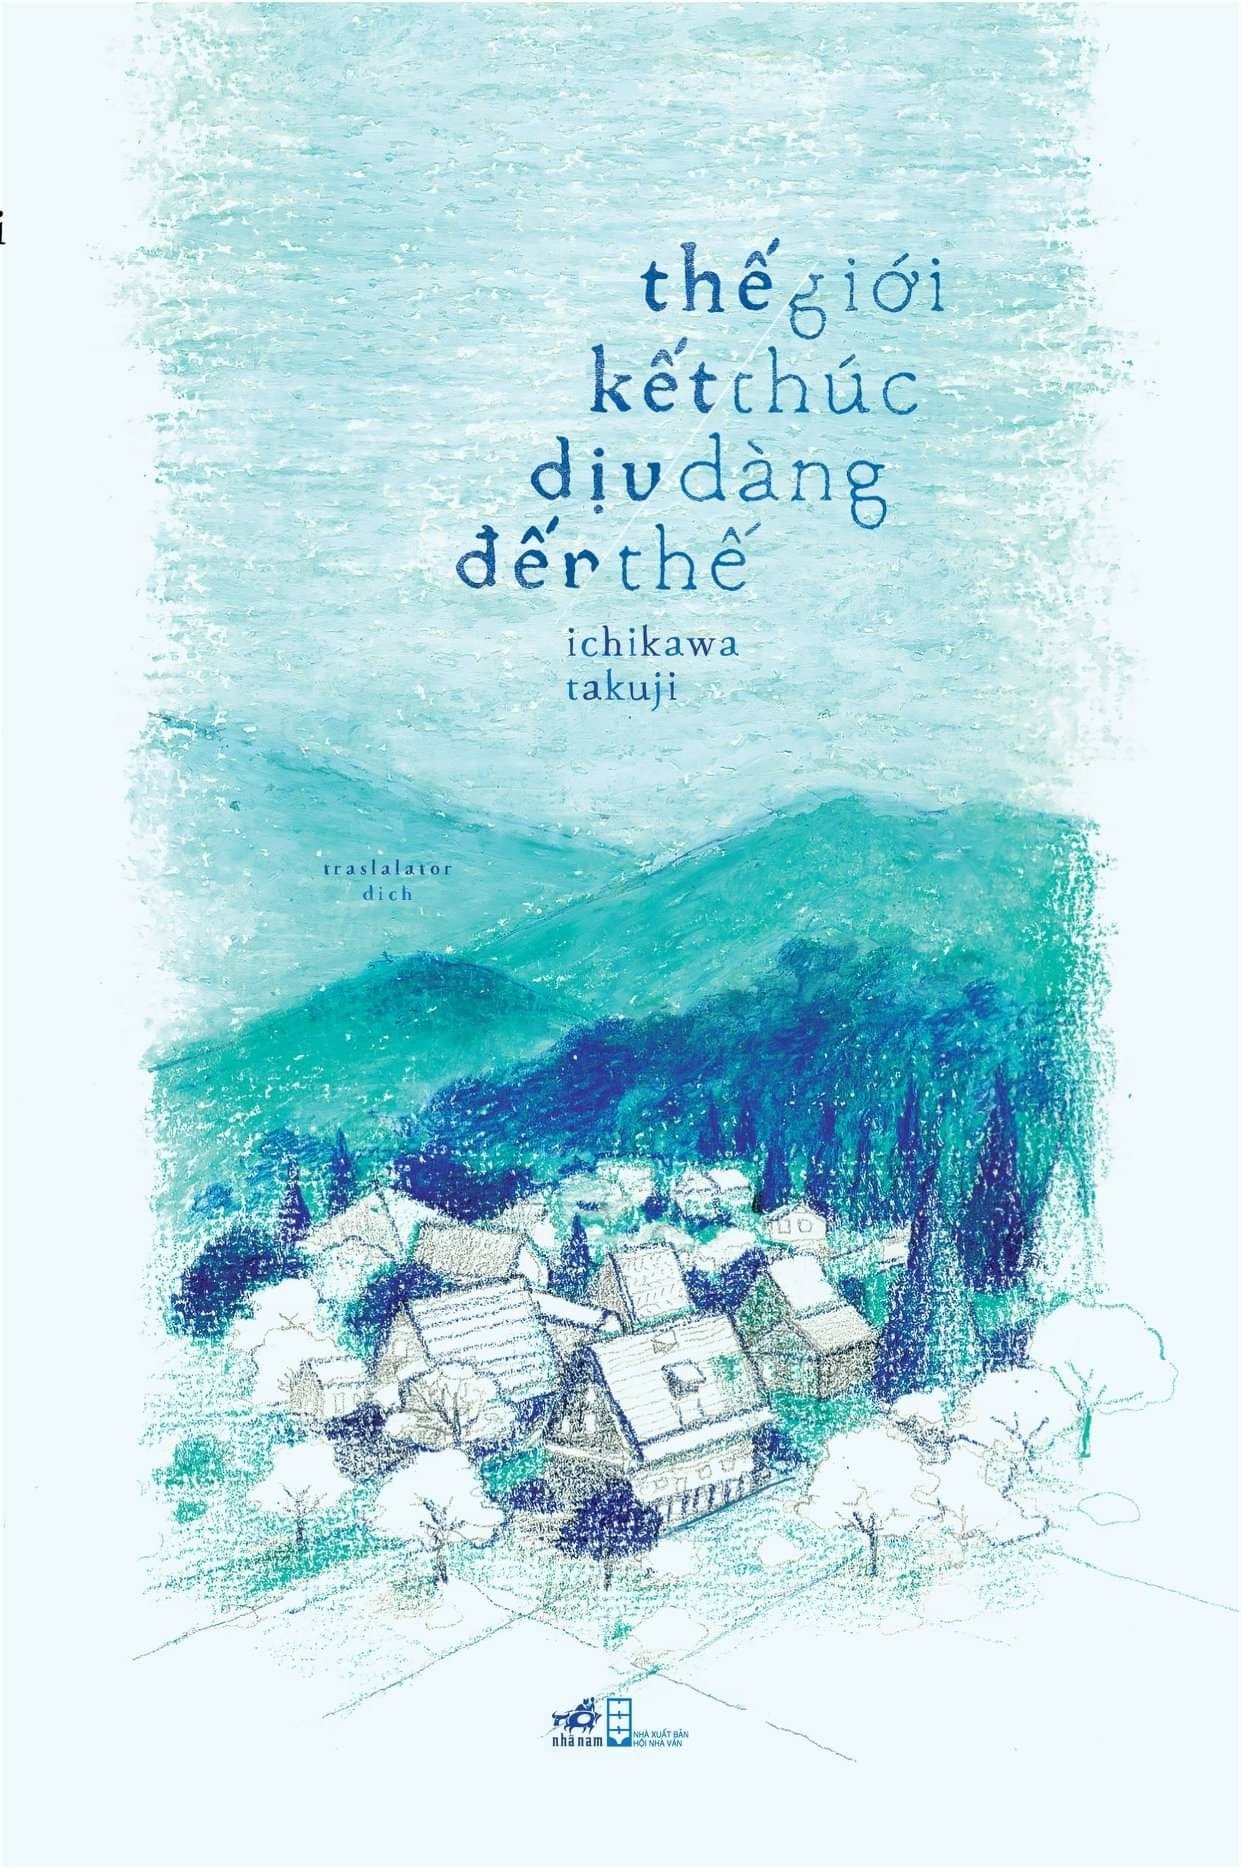 i
thế giới
kết thúc
dịu dàng
đến thế
ichikawa
takuji
traslalator
dich
nhã nam
NHÀ XUẤT BẢN
HỘI NHÀ VĂN